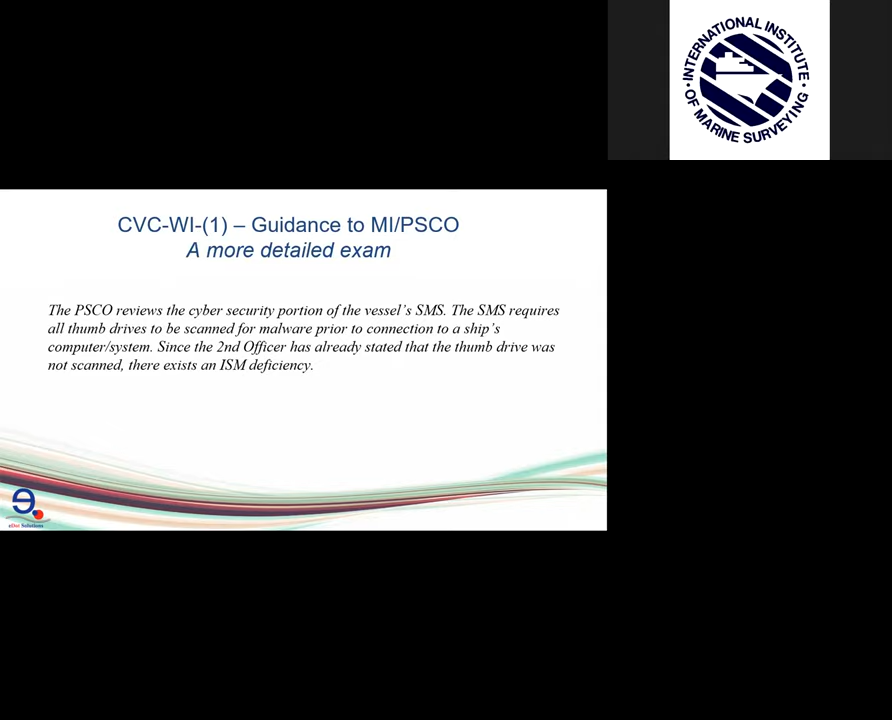 INTERNATIONAL INSTITUTE
OF MARINE SURVEYING
CVC-WI-(1) – Guidance to MI/PSCO
A more detailed exam
The PSCO reviews the cyber security portion of the vessel's SMS. The SMS requires
all thumb drives to be scanned for malware prior to connection to a ship's
computer/system. Since the 2nd Officer has already stated that the thumb drive was
not scanned, there exists an ISM deficiency.
eDot Solutions